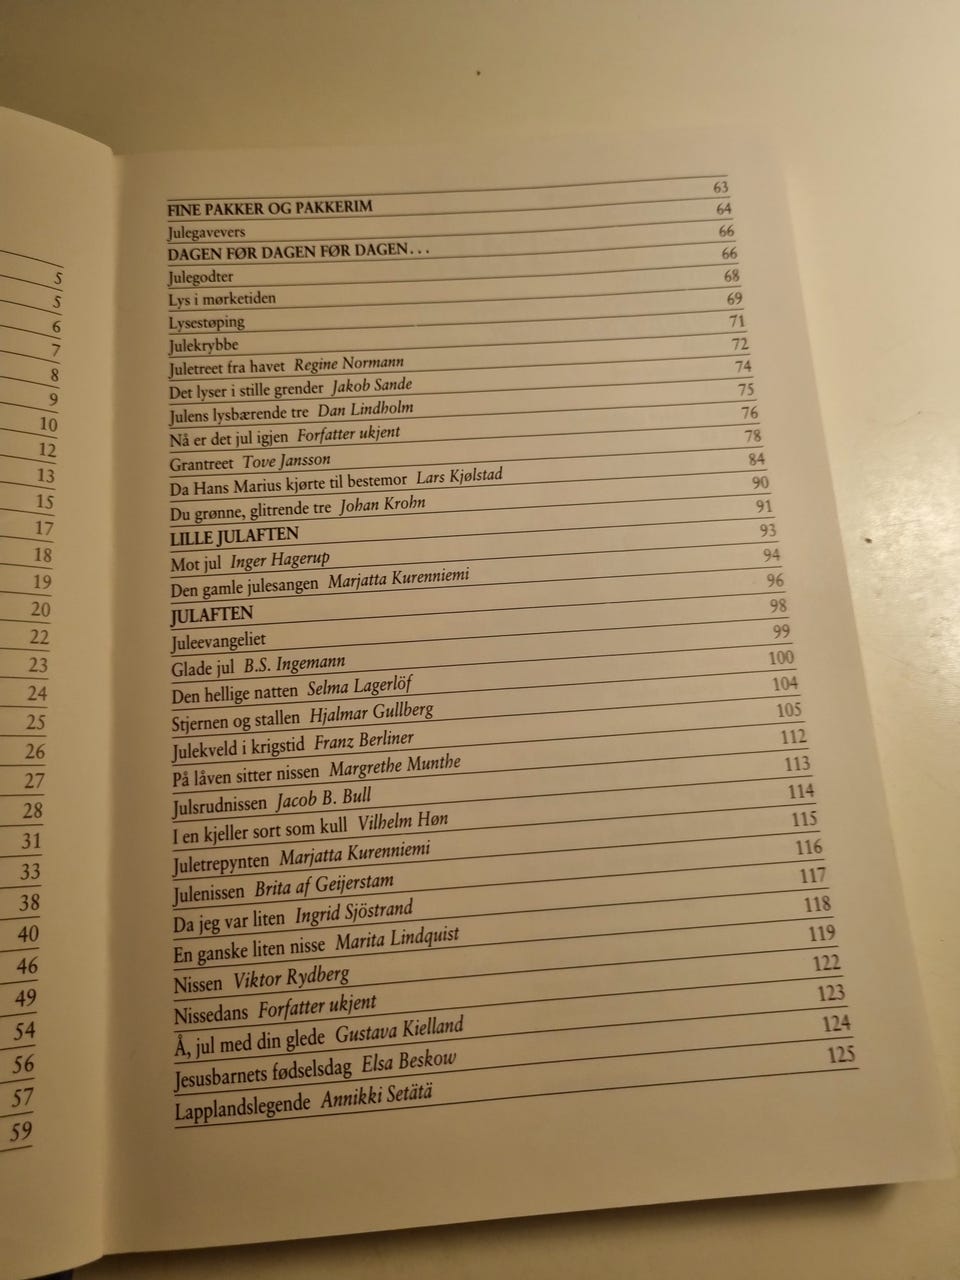 5
5
6
7
8
9
10
12
13
15
17
18
19
20
22
23
24
25
26
27
28
31
33
38
40
46
49
54
56
57
59
FINE PAKKER OG PAKKERIM 63
Julegavevers 64
DAGEN FØR DAGEN FØR DAGEN... 66
Julegodter 66
Lys i mørketiden 68
Lysestøping 69
Julekrybbe 71
Juletreet fra havet Regine Normann 72
Det lyser i stille grender Jakob Sande 74
Julens lysbærende tre Dan Lindholm 75
Nå er det jul igjen Forfatter ukjent 76
Grantreet Tove Jansson 78
Da Hans Marius kjørte til bestemor Lars Kjølstad 84
Du grønne, glitrende tre Johan Krohn 90
LILLE JULAFTEN 91
Mot jul Inger Hagerup 93
Den gamle julesangen Marjatta Kurenniemi 94
JULAFTEN 96
Juleevangeliet 98
Glade jul B.S. Ingemann 99
Den hellige natten Selma Lagerlöf 100
Stjernen og stallen Hjalmar Gullberg 104
Julekveld i krigstid Franz Berliner 105
På låven sitter nissen Margrethe Munthe 112
Julsrudnissen Jacob B. Bull 113
I en kjeller sort som kull Vilhelm Høn 114
Juletrepynten Marjatta Kurenniemi 115
Julenissen Brita af Geijerstam 116
Da jeg var liten Ingrid Sjöstrand 117
En ganske liten nisse Marita Lindquist 118
Nissen Viktor Rydberg 119
Nissedans Forfatter ukjent 122
Å, jul med din glede Gustava Kielland 123
Jesusbarnets fødselsdag Elsa Beskow 124
Lapplandslegende Annikki Setätä 125